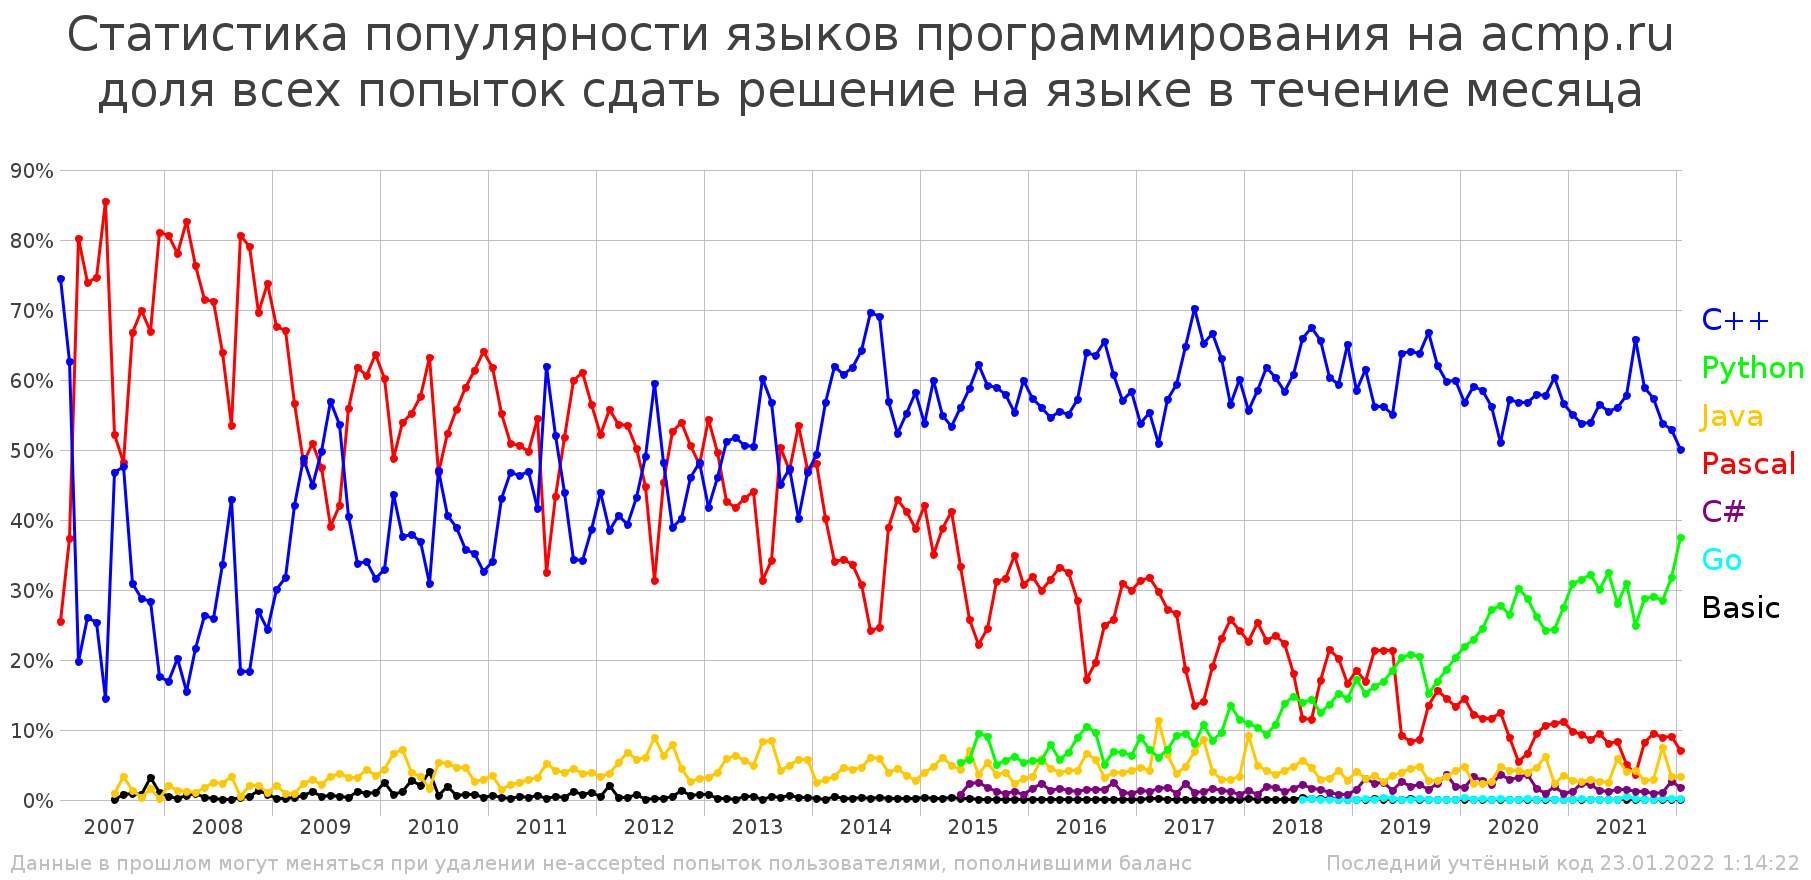 Статистика популярности языков программирования на acmp.ru
доля всех попыток сдать решение на языке в течение месяца
90%
80%
70%
60%
50%
40%
30%
20%
10%
0%
C++
Python
Java
Pascal
C#
Go
Basic
2007 2008 2009 2010 2011 2012 2013 2014 2015 2016 2017 2018 2019 2020 2021
Данные в прошлом могут меняться при удалении не-accepted попыток пользователями, пополнившими баланс
Последний учтённый код 23.01.2022 1:14:22